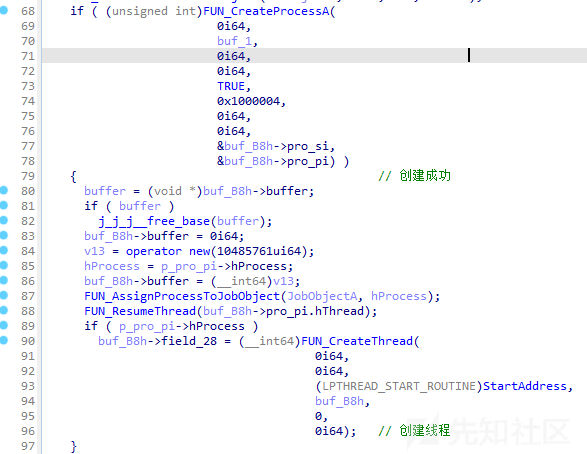 68 if ( (unsigned int)FUN_CreateProcessA(
69 0i64,
70 buf_1,
71 0i64,
72 0i64,
73 TRUE,
74 0x1000004,
75 0i64,
76 0i64,
77 &buf_B8h->pro_si,
78 &buf_B8h->pro_pi) )
79 { // 创建成功
80 buffer = (void *)buf_B8h->buffer;
81 if ( buffer )
82 j_j_j__free_base(buffer);
83 buf_B8h->buffer = 0i64;
84 v13 = operator new(10485761ui64);
85 hProcess = p_pro_pi->hProcess;
86 buf_B8h->buffer = (__int64)v13;
87 FUN_AssignProcessToJobObject(JobObjectA, hProcess);
88 FUN_ResumeThread(buf_B8h->pro_pi.hThread);
89 if ( p_pro_pi->hProcess )
90 buf_B8h->field_28 = (__int64)FUN_CreateThread(
91 0i64,
92 0i64,
93 (LPTHREAD_START_ROUTINE)StartAddress,
94 buf_B8h,
95 0,
96 0i64); // 创建线程
97 }
先知社区